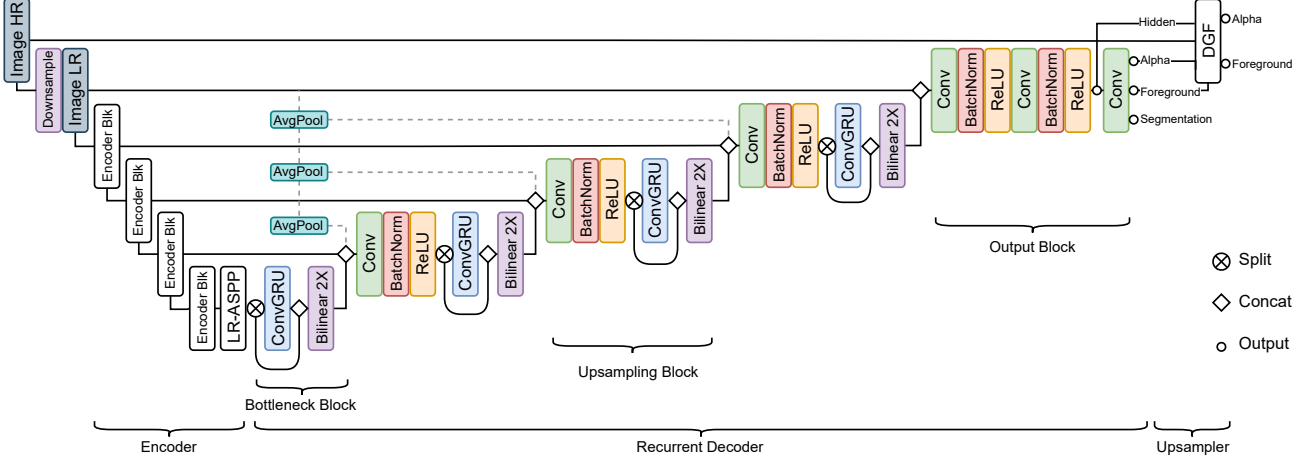 Image HR
Downsample
Image LR
Encoder Blk
Encoder Blk
Encoder Blk
Encoder Blk
LR-ASPP
ConvGRU
Bilinear 2X
AvgPool
AvgPool
AvgPool
Conv
BatchNorm
ReLU
ConvGRU
Bilinear 2X
Conv
BatchNorm
ReLU
ConvGRU
Bilinear 2X
Conv
BatchNorm
ReLU
ConvGRU
Bilinear 2X
Conv
BatchNorm
ReLU
Conv
BatchNorm
ReLU
Conv
Hidden
Alpha
Foreground
Segmentation
DGF
Alpha
Foreground
Output Block
Split
Concat
Output
Upsampling Block
Bottleneck Block
Encoder
Recurrent Decoder
Upsampler